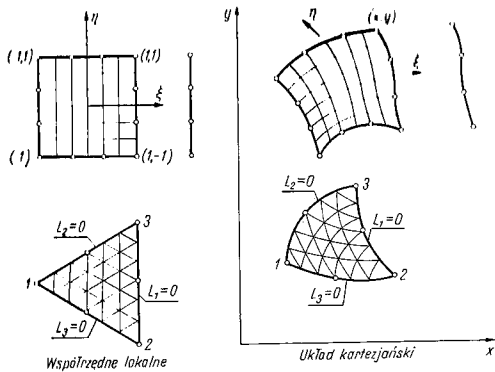 η
(1,1) (1,1)
ξ
(1) (1,-1)
y
η
(x,y)
ξ
L₂=0
3
1
L₁=0
L₃=0
2
Współrzędne lokalne
L₂=0
3
L₁=0
1
2
L₃=0
Układ kartezjański
x